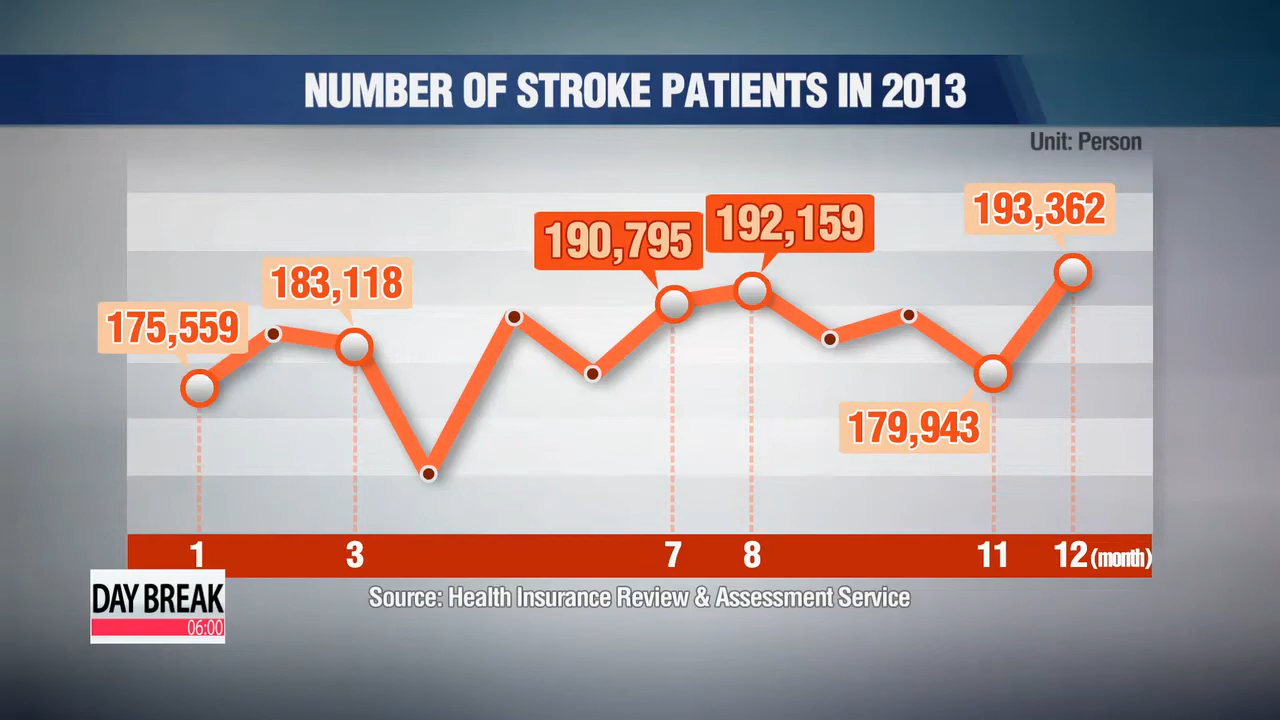 NUMBER OF STROKE PATIENTS IN 2013
Unit: Person
193,362
192,159
190,795
183,118
175,559
179,943
1 3 7 8 11 12 (month)
DAY BREAK
06:00
Source: Health Insurance Review & Assessment Service